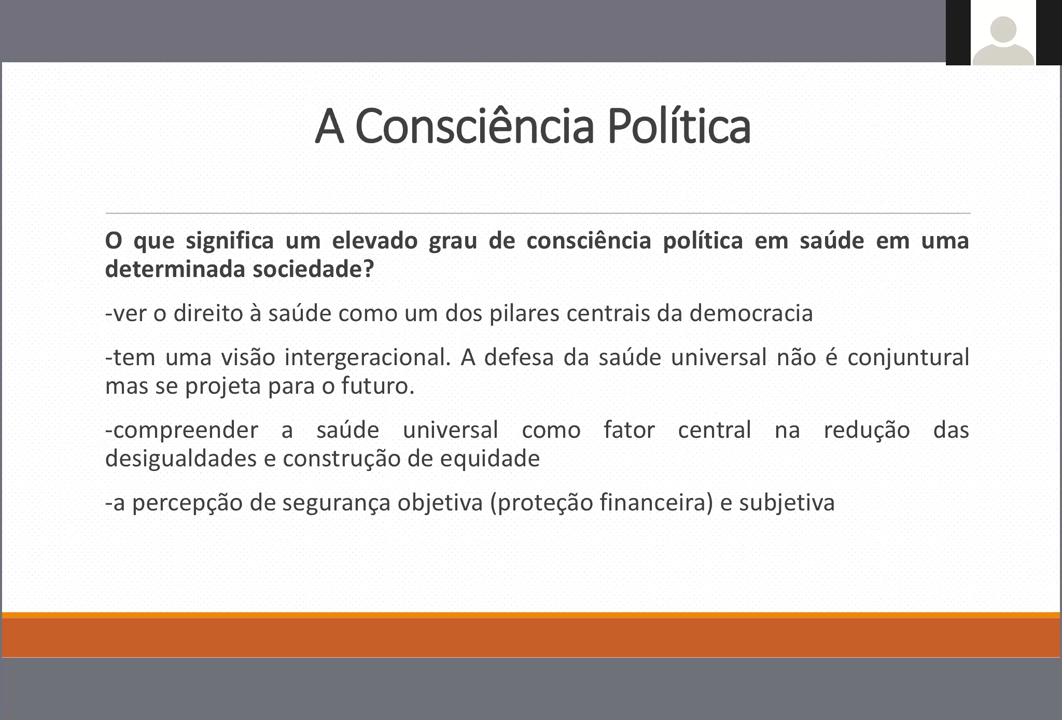 A Consciência Política
O que significa um elevado grau de consciência política em saúde em uma
determinada sociedade?
-ver o direito à saúde como um dos pilares centrais da democracia
-tem uma visão intergeracional. A defesa da saúde universal não é conjuntural
mas se projeta para o futuro.
-compreender a saúde universal como fator central na redução das
desigualdades e construção de equidade
-a percepção de segurança objetiva (proteção financeira) e subjetiva